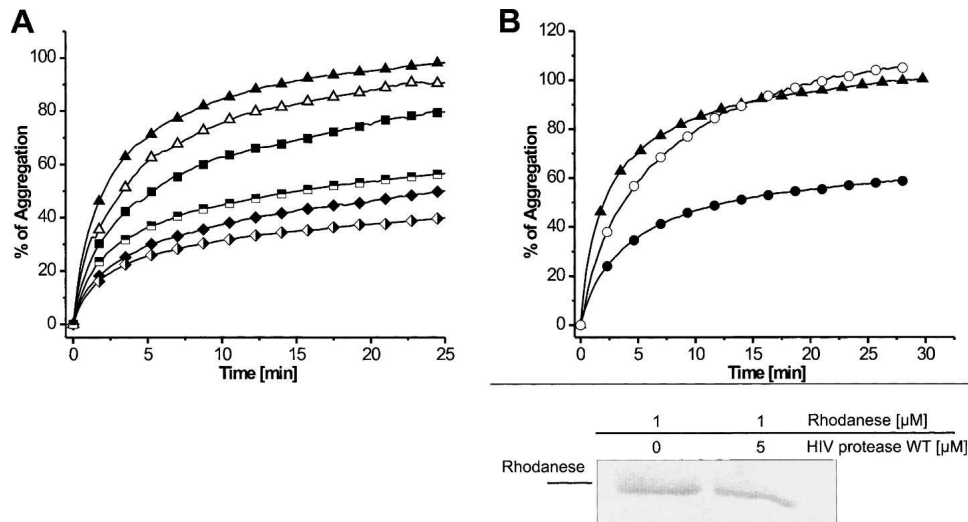 A
% of Aggregation
100
80
60
40
20
0
0 5 10 15 20 25
Time [min]
B
% of Aggregation
120
100
80
60
40
20
0
0 5 10 15 20 25 30
Time [min]
1 1 Rhodanese [µM]
0 5 HIV protease WT [µM]
Rhodanese